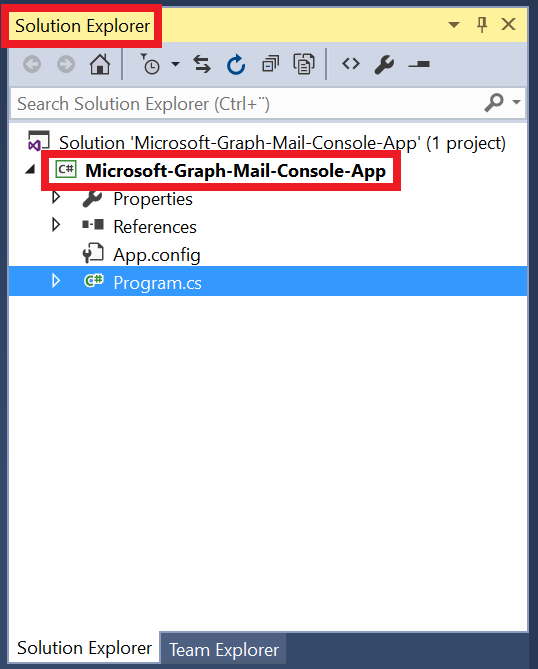 Solution Explorer
Search Solution Explorer (Ctrl+¨)
Solution 'Microsoft-Graph-Mail-Console-App' (1 project)
C# Microsoft-Graph-Mail-Console-App
Properties
References
App.config
C# Program.cs
Solution Explorer Team Explorer